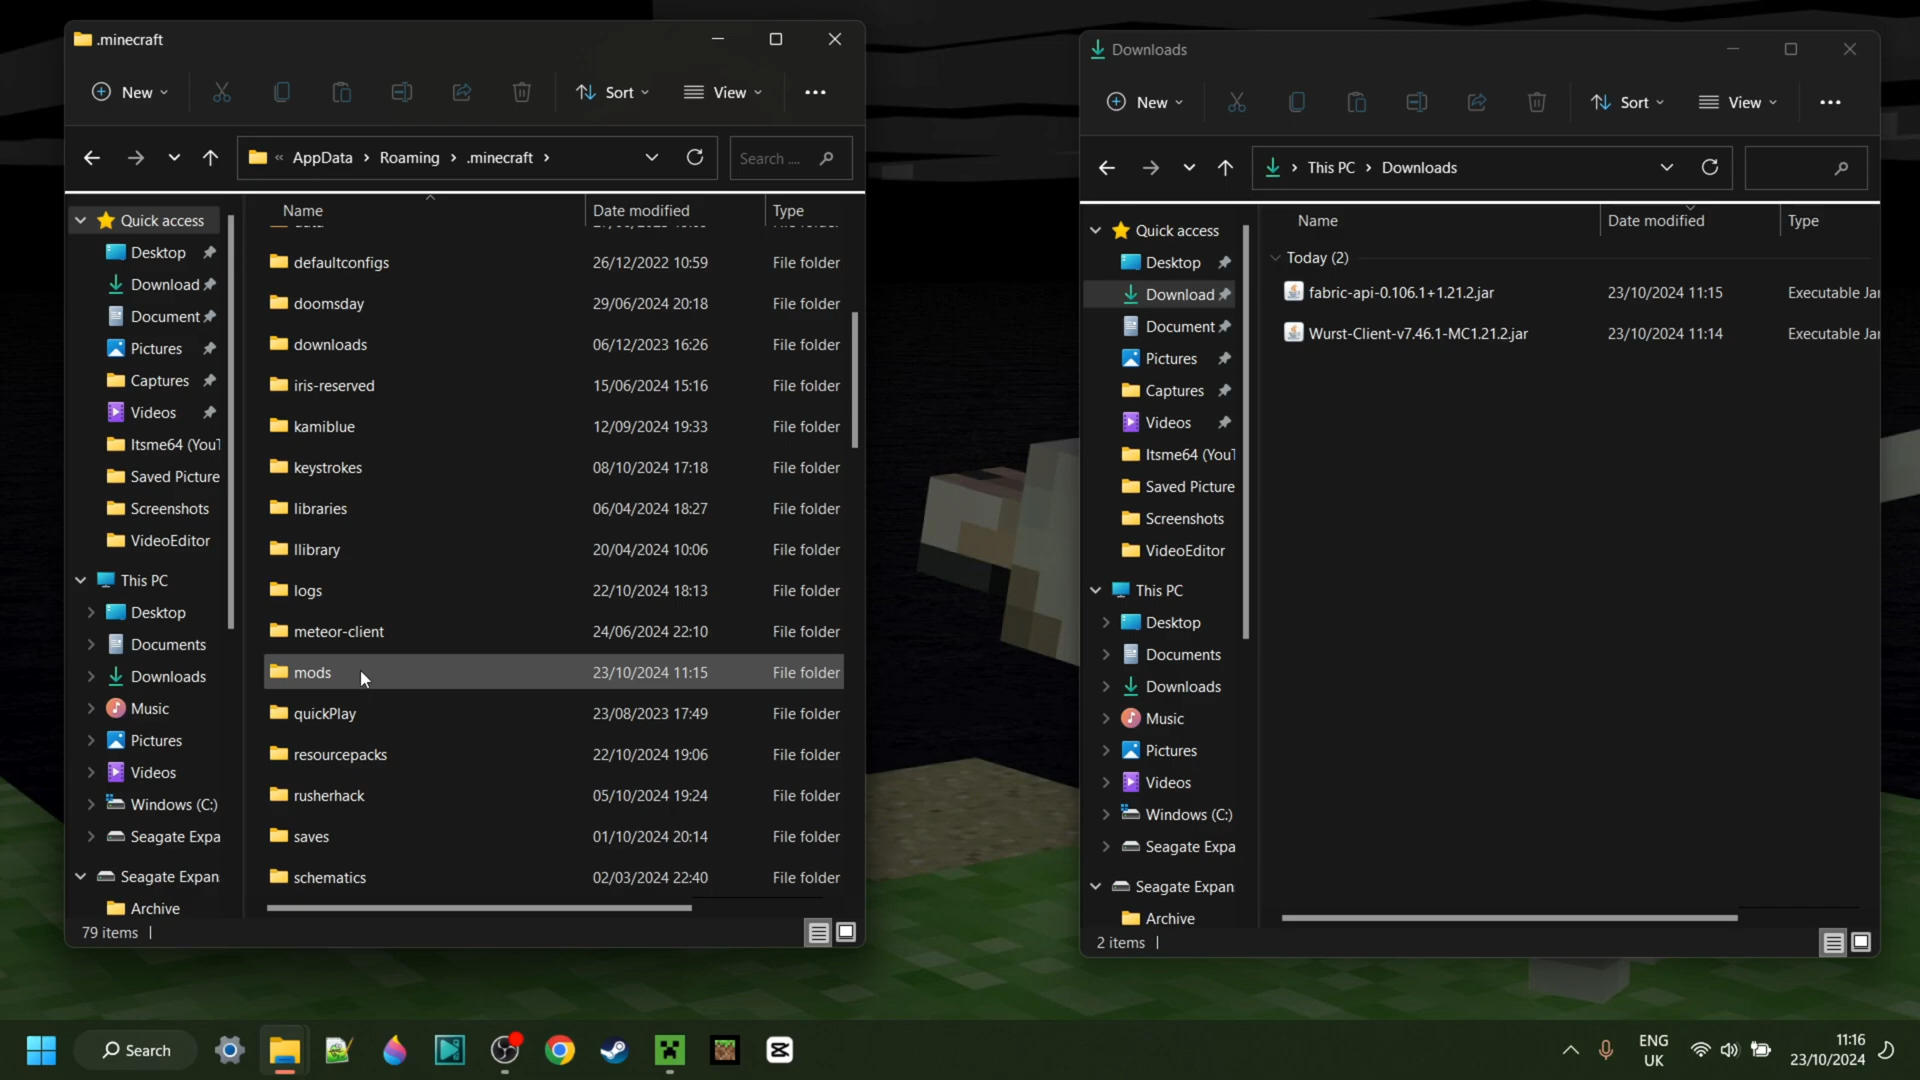 .minecraft
New
Sort
View
AppData
Roaming
.minecraft
Search ...
Quick access
Desktop
Download
Document
Pictures
Captures
Videos
Itsme64 (YouT
Saved Picture
Screenshots
VideoEditor
This PC
Desktop
Documents
Downloads
Music
Pictures
Videos
Windows (C:)
Seagate Expa
Seagate Expan
Archive
Name Date modified Type
defaultconfigs 26/12/2022 10:59 File folder
doomsday 29/06/2024 20:18 File folder
downloads 06/12/2023 16:26 File folder
iris-reserved 15/06/2024 15:16 File folder
kamiblue 12/09/2024 19:33 File folder
keystrokes 08/10/2024 17:18 File folder
libraries 06/04/2024 18:27 File folder
llibrary 20/04/2024 10:06 File folder
logs 22/10/2024 18:13 File folder
meteor-client 24/06/2024 22:10 File folder
mods 23/10/2024 11:15 File folder
quickPlay 23/08/2023 17:49 File folder
resourcepacks 22/10/2024 19:06 File folder
rusherhack 05/10/2024 19:24 File folder
saves 01/10/2024 20:14 File folder
schematics 02/03/2024 22:40 File folder
79 items
Downloads
New
Sort
View
This PC
Downloads
Quick access
Desktop
Download
Document
Pictures
Captures
Videos
Itsme64 (YouT
Saved Picture
Screenshots
VideoEditor
This PC
Desktop
Documents
Downloads
Music
Pictures
Videos
Windows (C:)
Seagate Expa
Seagate Expan
Archive
Name Date modified Type
Today (2)
fabric-api-0.106.1+1.21.2.jar 23/10/2024 11:15 Executable Jar
Wurst-Client-v7.46.1-MC1.21.2.jar 23/10/2024 11:14 Executable Jar
2 items
Search
ENG
UK
11:16
23/10/2024